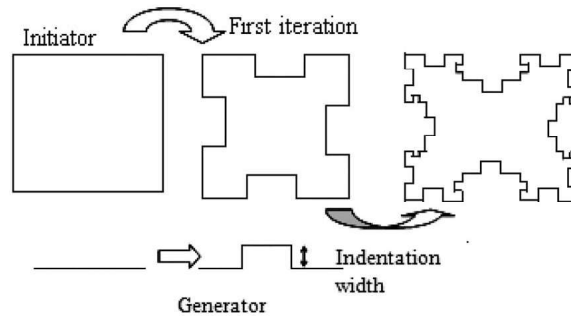 Initiator
First iteration
Indentation
width
Generator